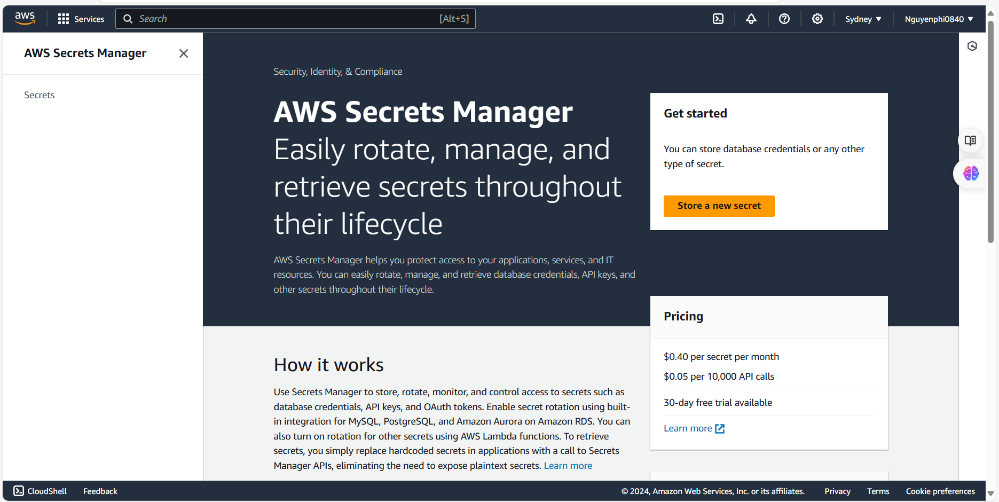 aws
Services
Search
[Alt+S]
Sydney
Nguyenphi0840
AWS Secrets Manager
Secrets
Security, Identity, & Compliance
AWS Secrets Manager
Easily rotate, manage, and
retrieve secrets throughout
their lifecycle
AWS Secrets Manager helps you protect access to your applications, services, and IT
resources. You can easily rotate, manage, and retrieve database credentials, API keys, and
other secrets throughout their lifecycle.
Get started
You can store database credentials or any other
type of secret.
Store a new secret
Pricing
$0.40 per secret per month
$0.05 per 10,000 API calls
30-day free trial available
Learn more
How it works
Use Secrets Manager to store, rotate, monitor, and control access to secrets such as
database credentials, API keys, and OAuth tokens. Enable secret rotation using built-
in integration for MySQL, PostgreSQL, and Amazon Aurora on Amazon RDS. You can
also turn on rotation for other secrets using AWS Lambda functions. To retrieve
secrets, you simply replace hardcoded secrets in applications with a call to Secrets
Manager APIs, eliminating the need to expose plaintext secrets. Learn more
CloudShell
Feedback
© 2024, Amazon Web Services, Inc. or its affiliates.
Privacy
Terms
Cookie preferences